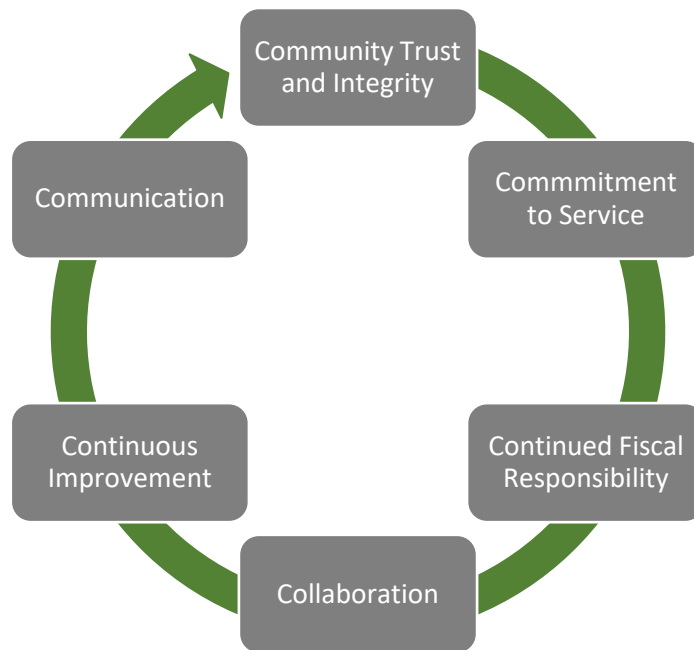 Community Trust
and Integrity
Commmitment
to Service
Continued Fiscal
Responsibility
Collaboration
Continuous
Improvement
Communication